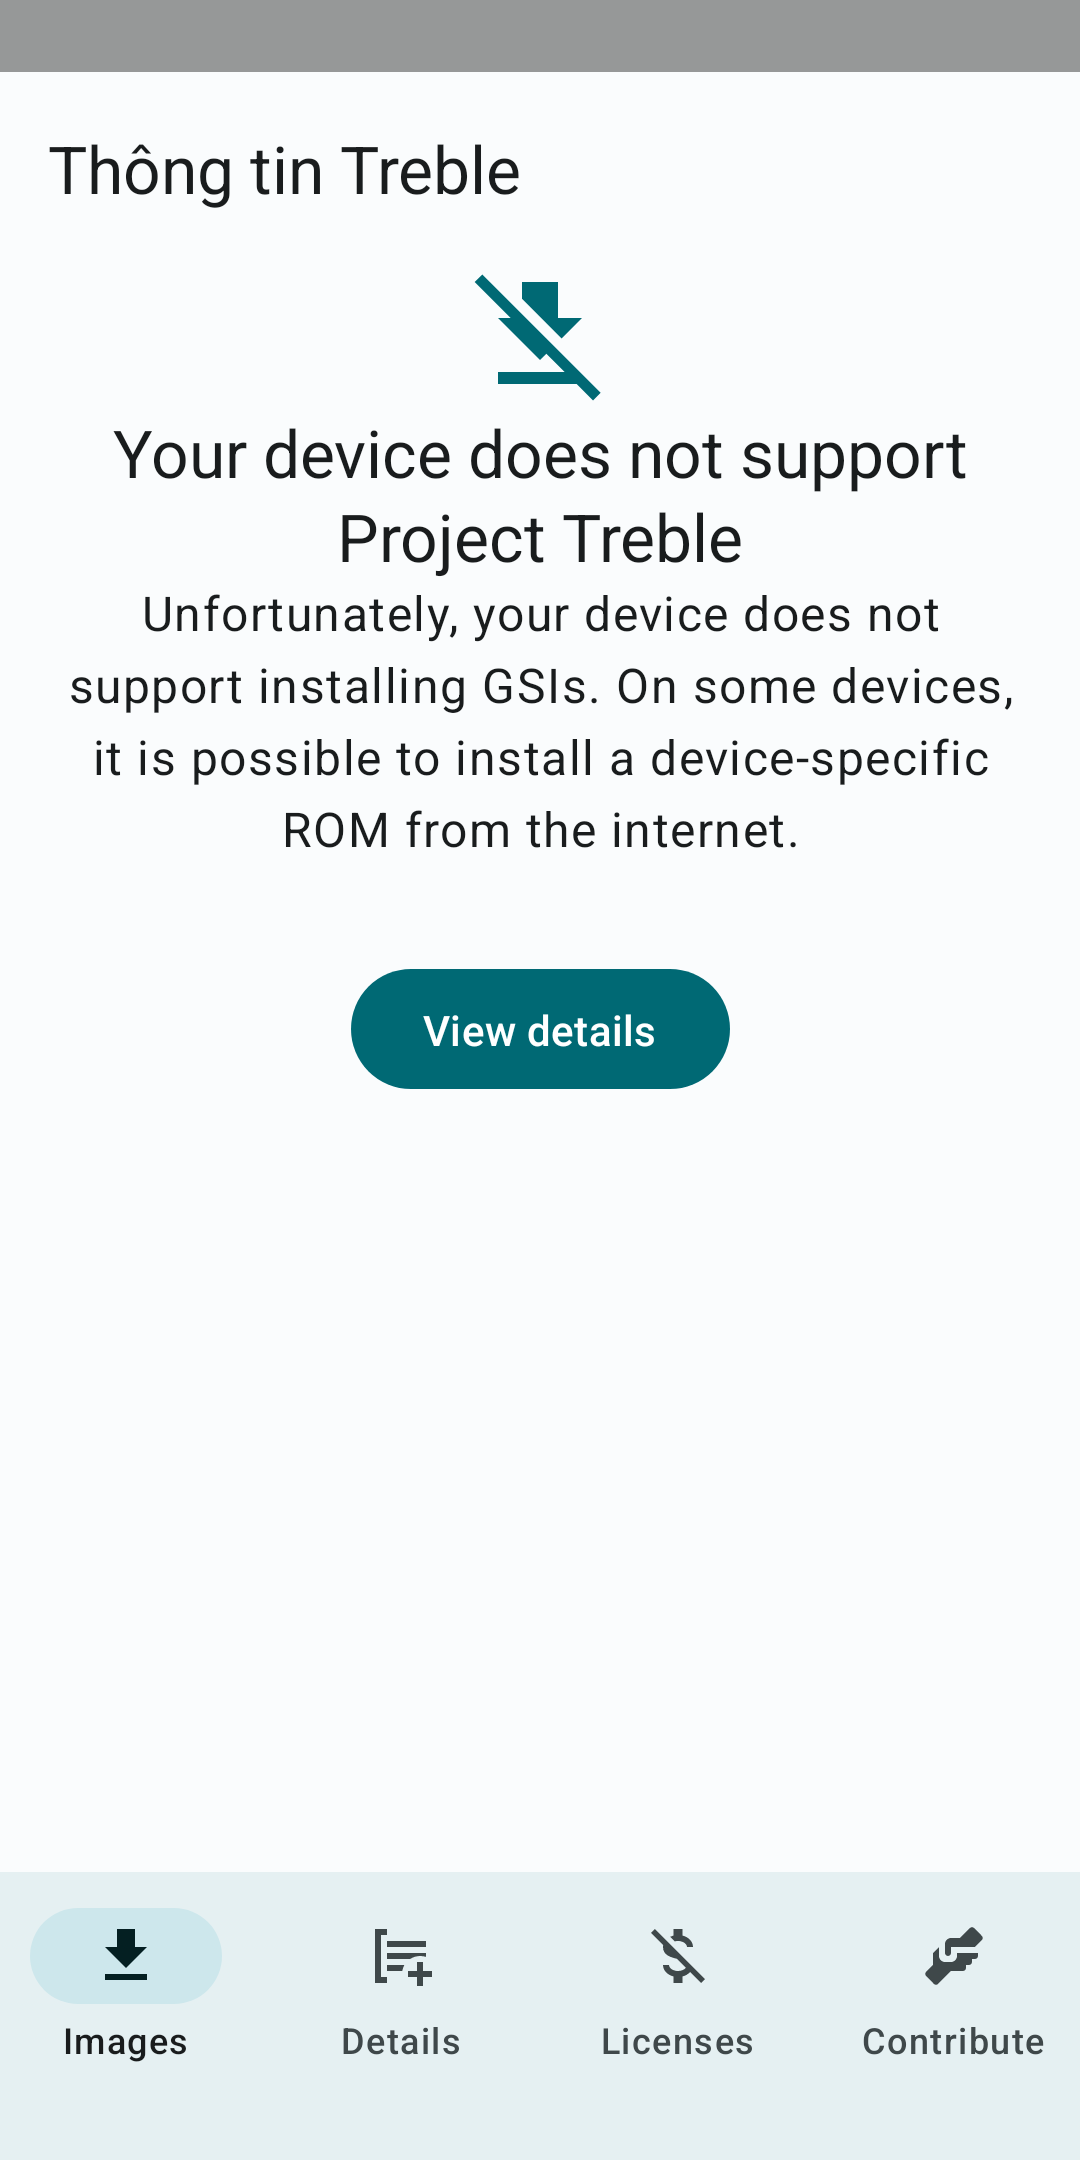 Thông tin Treble
Your device does not support
Project Treble
Unfortunately, your device does not
support installing GSIs. On some devices,
it is possible to install a device-specific
ROM from the internet.
View details
Images
Details
Licenses
Contribute